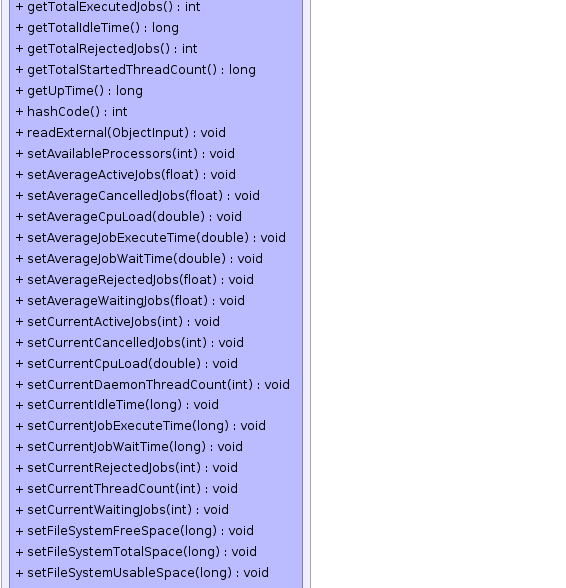 + getTotalExecutedJobs() : int
+ getTotalIdleTime() : long
+ getTotalRejectedJobs() : int
+ getTotalStartedThreadCount() : long
+ getUpTime() : long
+ hashCode() : int
+ readExternal(ObjectInput) : void
+ setAvailableProcessors(int) : void
+ setAverageActiveJobs(float) : void
+ setAverageCancelledJobs(float) : void
+ setAverageCpuLoad(double) : void
+ setAverageJobExecuteTime(double) : void
+ setAverageJobWaitTime(double) : void
+ setAverageRejectedJobs(float) : void
+ setAverageWaitingJobs(float) : void
+ setCurrentActiveJobs(int) : void
+ setCurrentCancelledJobs(int) : void
+ setCurrentCpuLoad(double) : void
+ setCurrentDaemonThreadCount(int) : void
+ setCurrentIdleTime(long) : void
+ setCurrentJobExecuteTime(long) : void
+ setCurrentJobWaitTime(long) : void
+ setCurrentRejectedJobs(int) : void
+ setCurrentThreadCount(int) : void
+ setCurrentWaitingJobs(int) : void
+ setFileSystemFreeSpace(long) : void
+ setFileSystemTotalSpace(long) : void
+ setFileSystemUsableSpace(long) : void